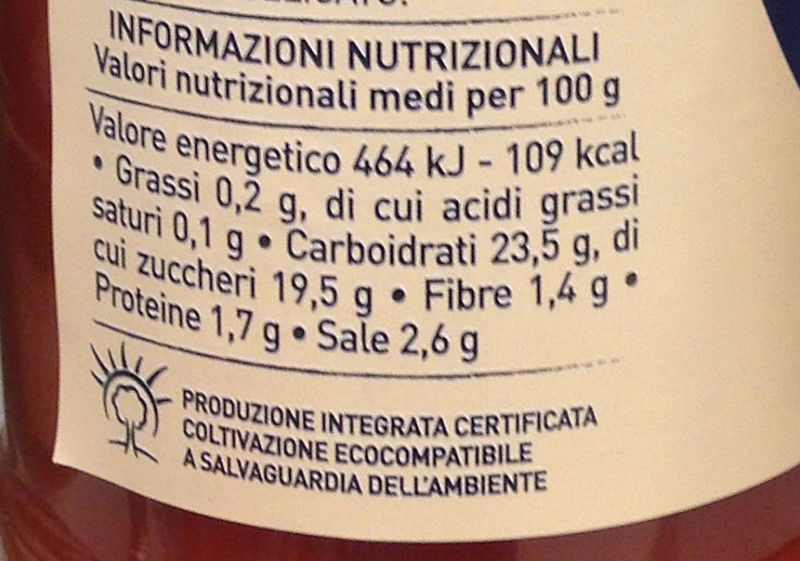 INFORMAZIONI NUTRIZIONALI
Valori nutrizionali medi per 100 g
Valore energetico 464 kJ - 109 kcal
• Grassi 0,2 g, di cui acidi grassi
saturi 0,1 g • Carboidrati 23,5 g, di
cui zuccheri 19,5 g • Fibre 1,4 g •
Proteine 1,7 g • Sale 2,6 g
PRODUZIONE INTEGRATA CERTIFICATA
COLTIVAZIONE ECOCOMPATIBILE
A SALVAGUARDIA DELL'AMBIENTE